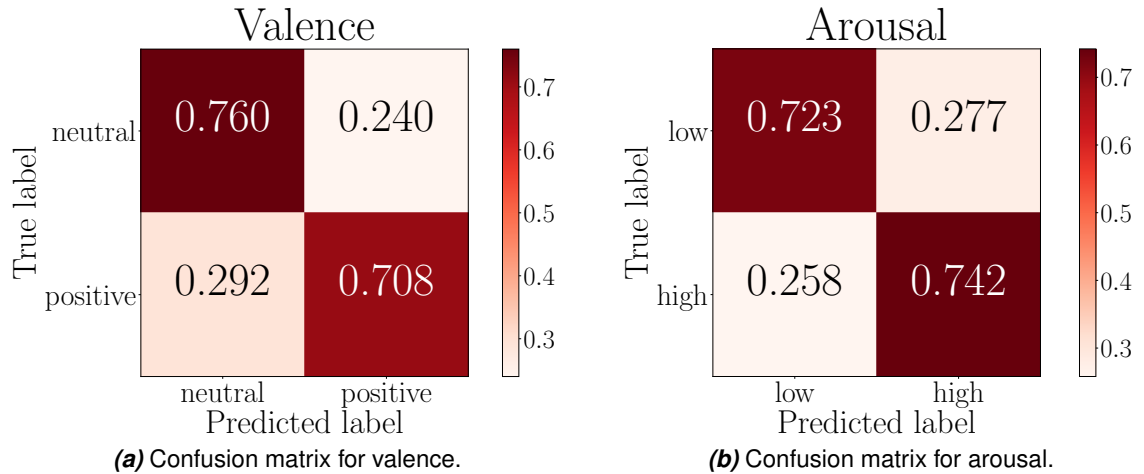 Valence
neutral
positive
True label
0.760
0.240
0.292
0.708
neutral
positive
Predicted label
0.7
0.6
0.5
0.4
0.3
(a) Confusion matrix for valence.
Arousal
low
high
True label
0.723
0.277
0.258
0.742
low
high
Predicted label
0.7
0.6
0.5
0.4
0.3
(b) Confusion matrix for arousal.